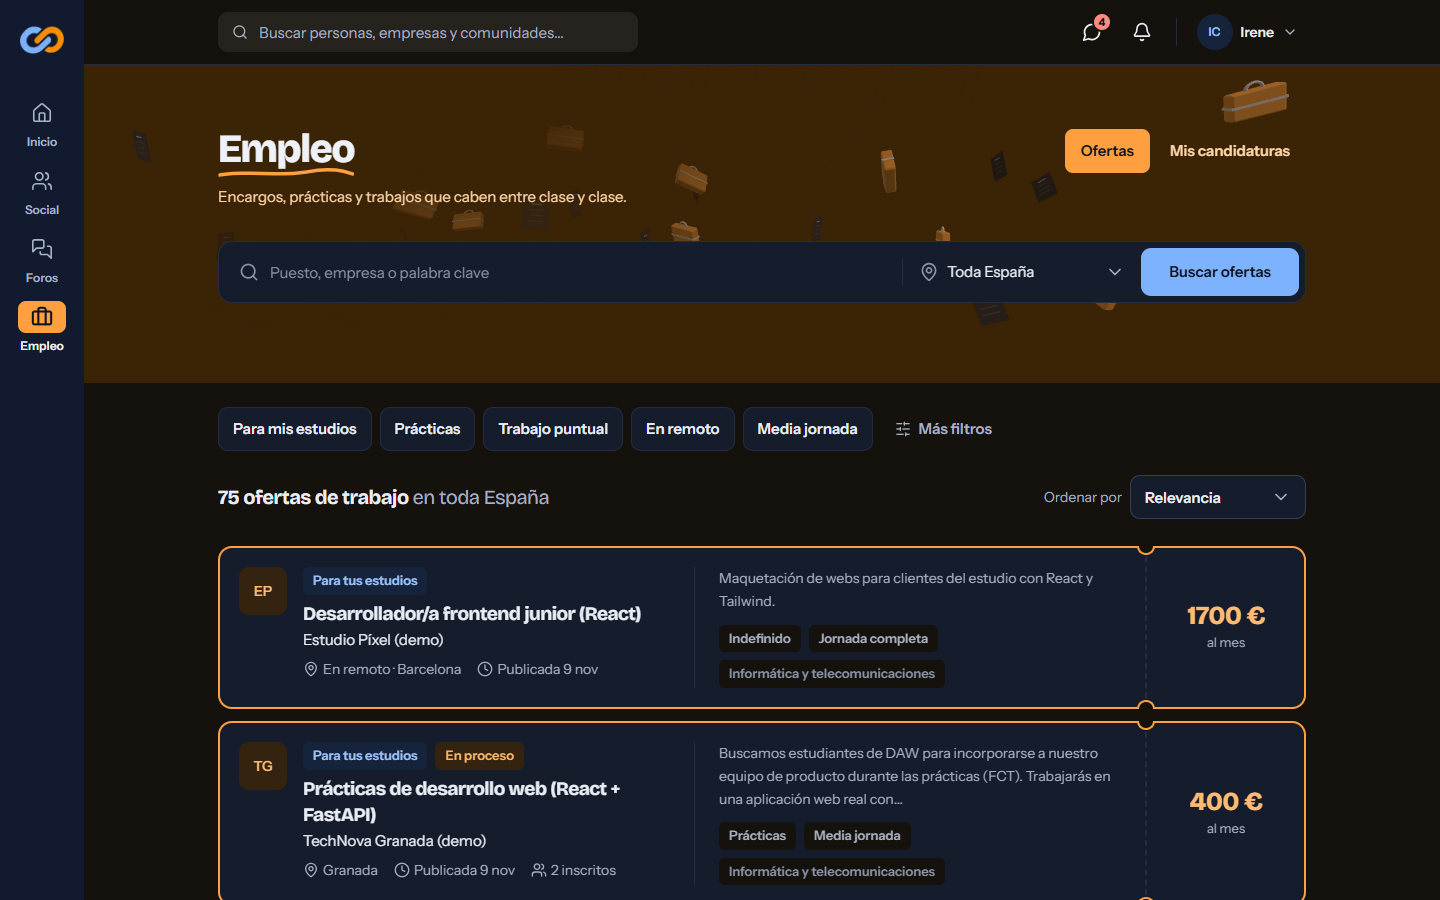 Buscar personas, empresas y comunidades...
4
IC
Irene
Inicio
Social
Foros
Empleo
Empleo
Encargos, prácticas y trabajos que caben entre clase y clase.
Ofertas
Mis candidaturas
Puesto, empresa o palabra clave
Toda España
Buscar ofertas
Para mis estudios
Prácticas
Trabajo puntual
En remoto
Media jornada
Más filtros
75 ofertas de trabajo en toda España
Ordenar por
Relevancia
EP
Para tus estudios
Desarrollador/a frontend junior (React)
Estudio Píxel (demo)
En remoto · Barcelona
Publicada 9 nov
Maquetación de webs para clientes del estudio con React y
Tailwind.
Indefinido
Jornada completa
Informática y telecomunicaciones
1700 €
al mes
TG
Para tus estudios
En proceso
Prácticas de desarrollo web (React +
FastAPI)
TechNova Granada (demo)
Granada
Publicada 9 nov
2 inscritos
Buscamos estudiantes de DAW para incorporarse a nuestro
equipo de producto durante las prácticas (FCT). Trabajarás en
una aplicación web real con...
Prácticas
Media jornada
Informática y telecomunicaciones
400 €
al mes